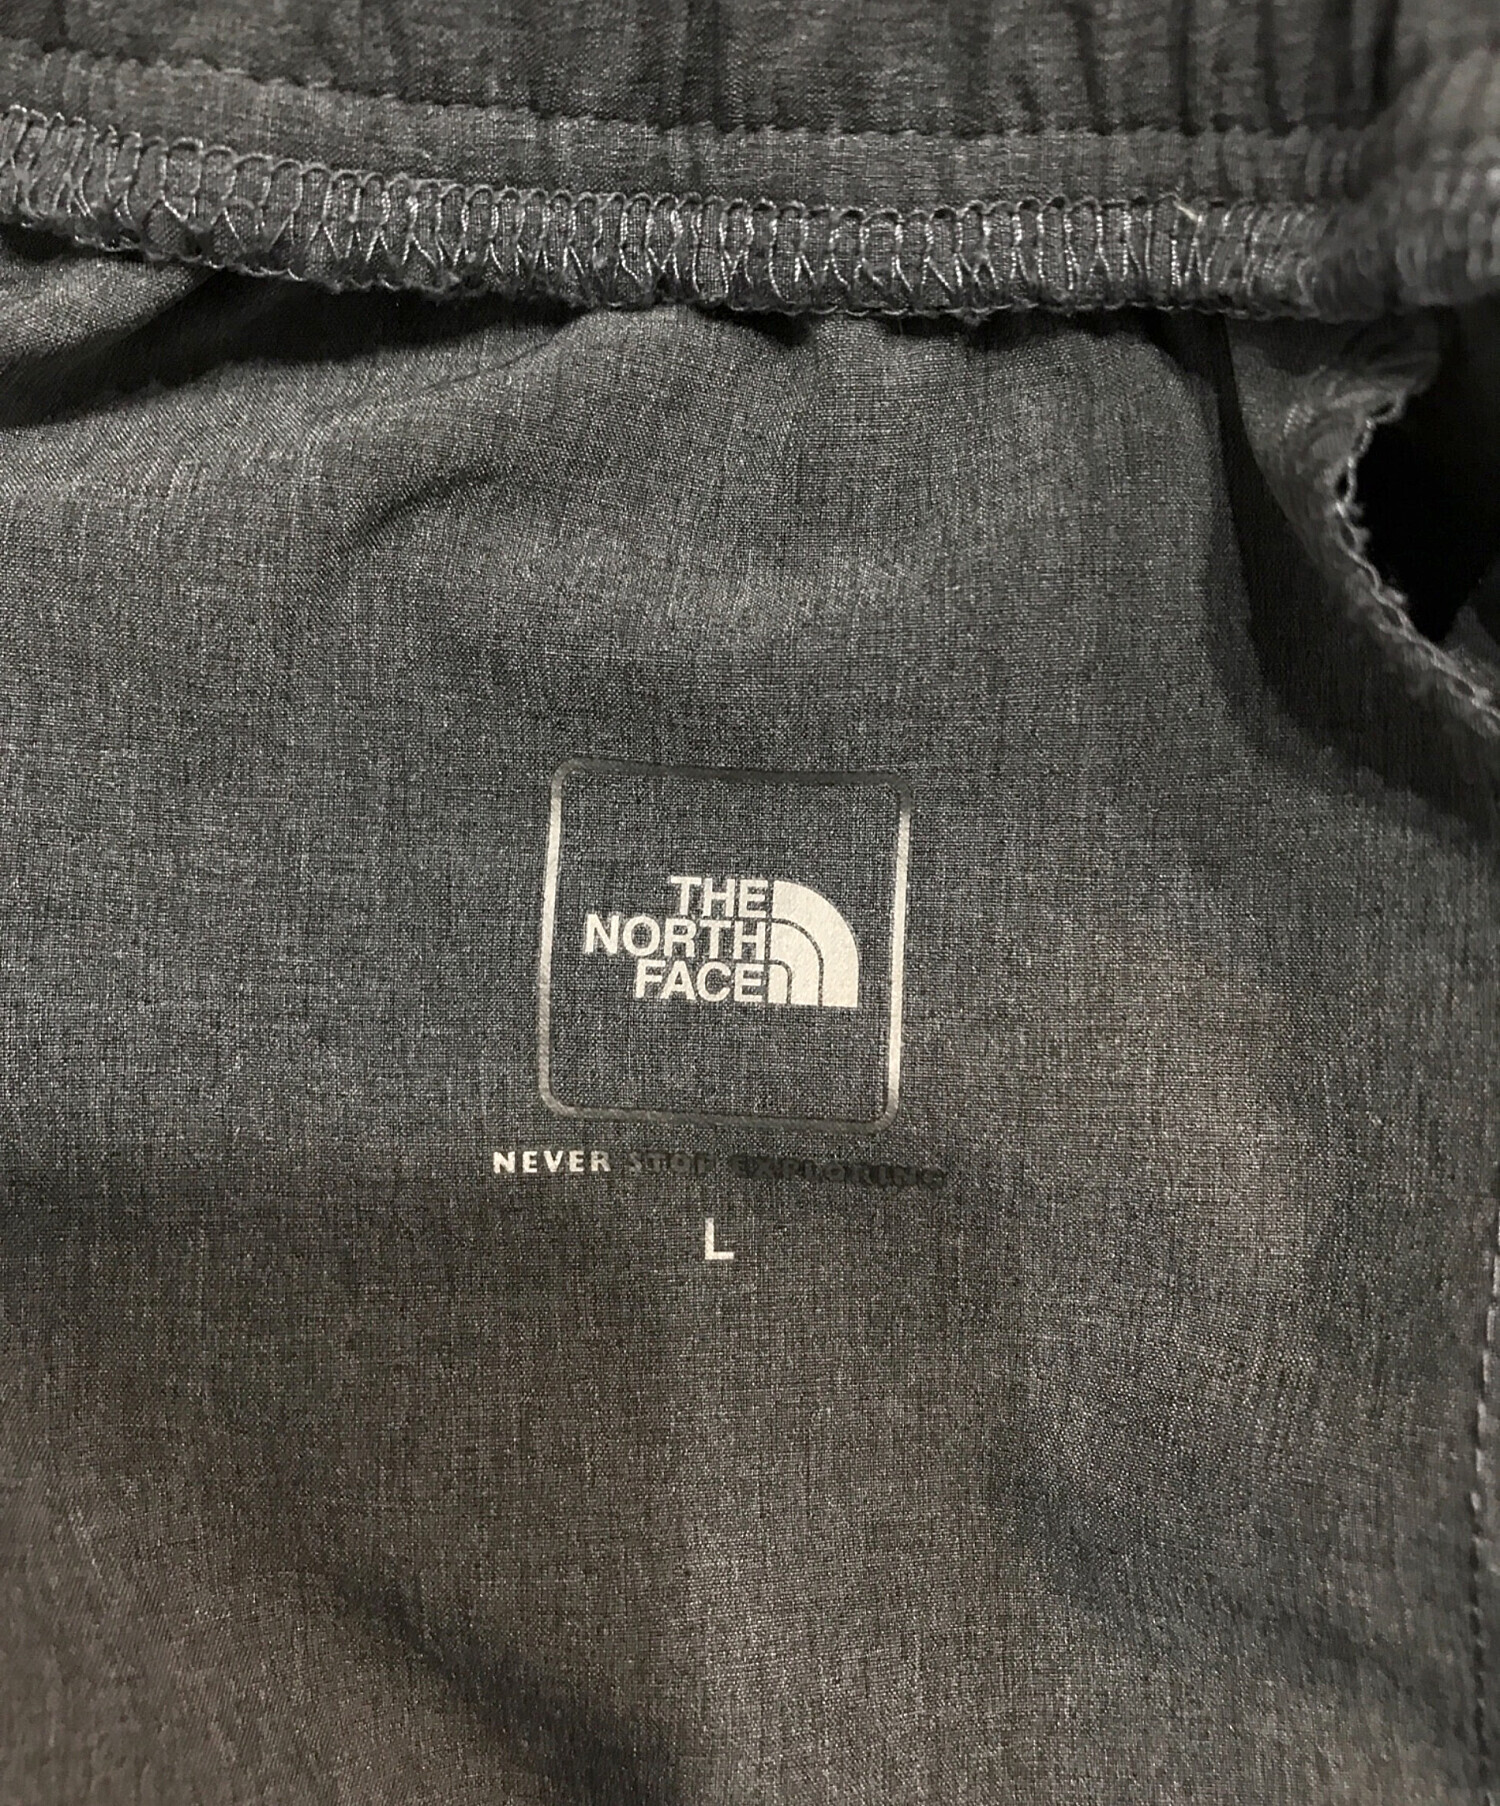 THE
NORTH
FACE
NEVER STOP EXPLORING
L